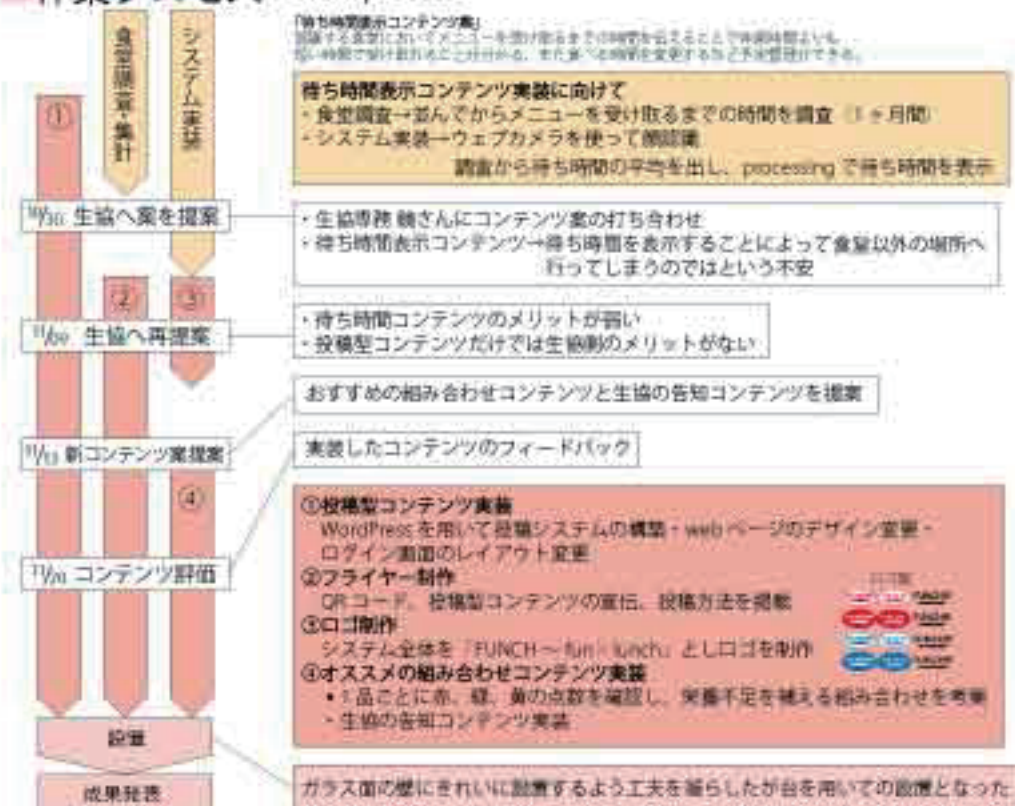 作業プロセス
食堂調査・集計
システム実装
「待ち時間表示コンテンツ案」
待ち時間表示コンテンツ実装に向けて
・食堂調査→並んでからメニューを受け取るまでの時間を調査（1ヶ月間）
・システム実装→ウェブカメラを使って顔認識
調査から待ち時間の平均を出し、processing で待ち時間を表示
①
10/30 生協へ案を提案
・生協専務 鏡さんにコンテンツ案の打ち合わせ
・待ち時間表示コンテンツ→待ち時間を表示することによって食堂以外の場所へ
行ってしまうのではという不安
②
③
生協へ再提案
・待ち時間コンテンツのメリットが弱い
・投稿型コンテンツだけでは生協側のメリットがない
おすすめの組み合わせコンテンツと生協の告知コンテンツを提案
11/13 新コンテンツ案提案
実装したコンテンツのフィードバック
④
11/20 コンテンツ評価
①投稿型コンテンツ実装
WordPress を用いて投稿システムの構築・web ページのデザイン変更・
ログイン画面のレイアウト変更
②フライヤー制作
QR コード、投稿型コンテンツの宣伝、投稿方法を掲載
③ロゴ制作
システム全体を「FUNCH 〜 fun × lunch」としロゴを制作
④オススメの組み合わせコンテンツ実装
・1 品ごとに赤、緑、黄の点数を確認し、栄養不足を補える組み合わせを考案
・生協の告知コンテンツ実装
設置
ガラス面の壁にきれいに設置するよう工夫を凝らしたが台を用いての設置となった
成果発表